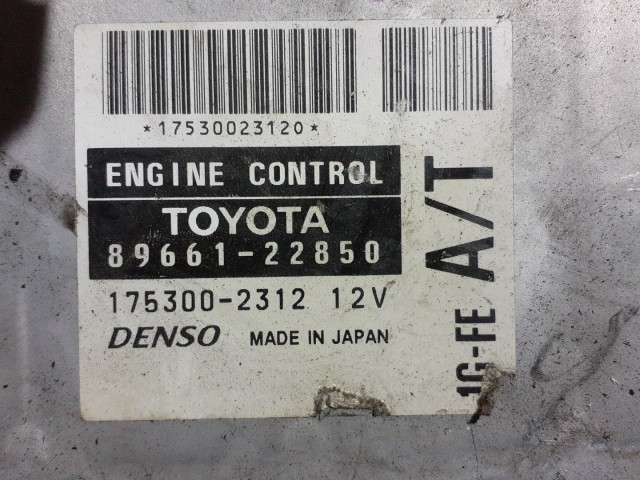 *17530023120*
ENGINE CONTROL
TOYOTA
89661-22850
175300-2312 12V
DENSO MADE IN JAPAN
1G-FE A/T